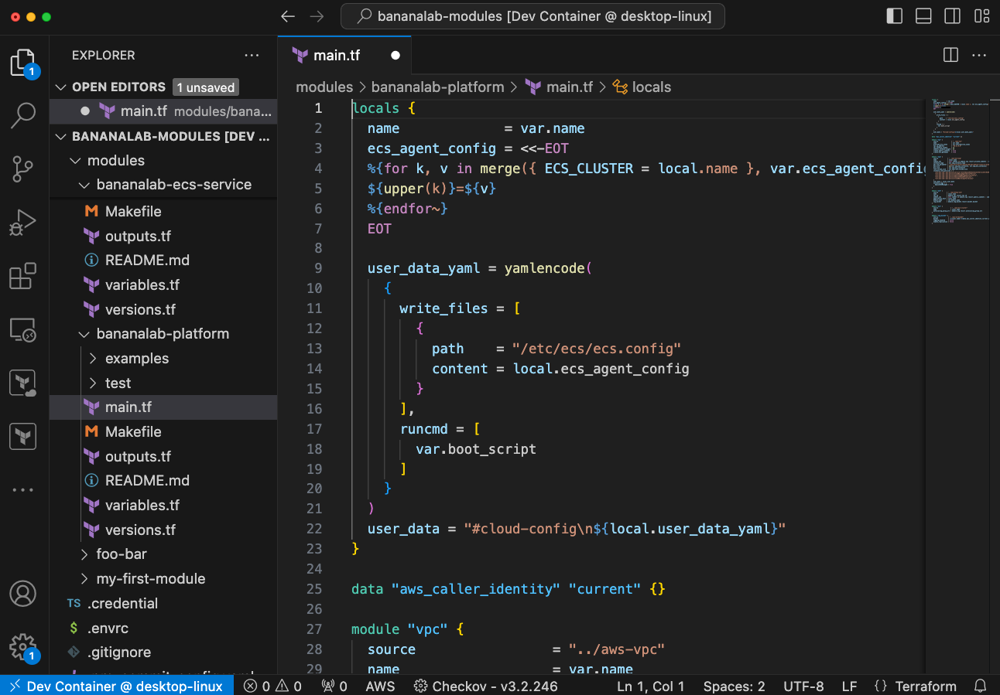 bananalab-modules [Dev Container @ desktop-linux]
EXPLORER
OPEN EDITORS 1 unsaved
main.tf modules/bana...
BANANALAB-MODULES [DEV ...
modules
bananalab-ecs-service
Makefile
outputs.tf
README.md
variables.tf
versions.tf
bananalab-platform
examples
test
main.tf
Makefile
outputs.tf
README.md
variables.tf
versions.tf
foo-bar
my-first-module
TS .credential
$ .envrc
.gitignore
1
1
main.tf
modules > bananalab-platform > main.tf > locals
1 locals {
2 name = var.name
3 ecs_agent_config = <<-EOT
4 %{for k, v in merge({ ECS_CLUSTER = local.name }, var.ecs_agent_config
5 ${upper(k)}=${v}
6 %{endfor~}
7 EOT
8
9 user_data_yaml = yamlencode(
10 {
11 write_files = [
12 {
13 path = "/etc/ecs/ecs.config"
14 content = local.ecs_agent_config
15 }
16 ],
17 runcmd = [
18 var.boot_script
19 ]
20 }
21 )
22 user_data = "#cloud-config\n${local.user_data_yaml}"
23 }
24
25 data "aws_caller_identity" "current" {}
26
27 module "vpc" {
28 source = "../aws-vpc"
29 name = var.name
Dev Container @ desktop-linux 0 0 0 AWS Checkov - v3.2.246 Ln 1, Col 1 Spaces: 2 UTF-8 LF {} Terraform